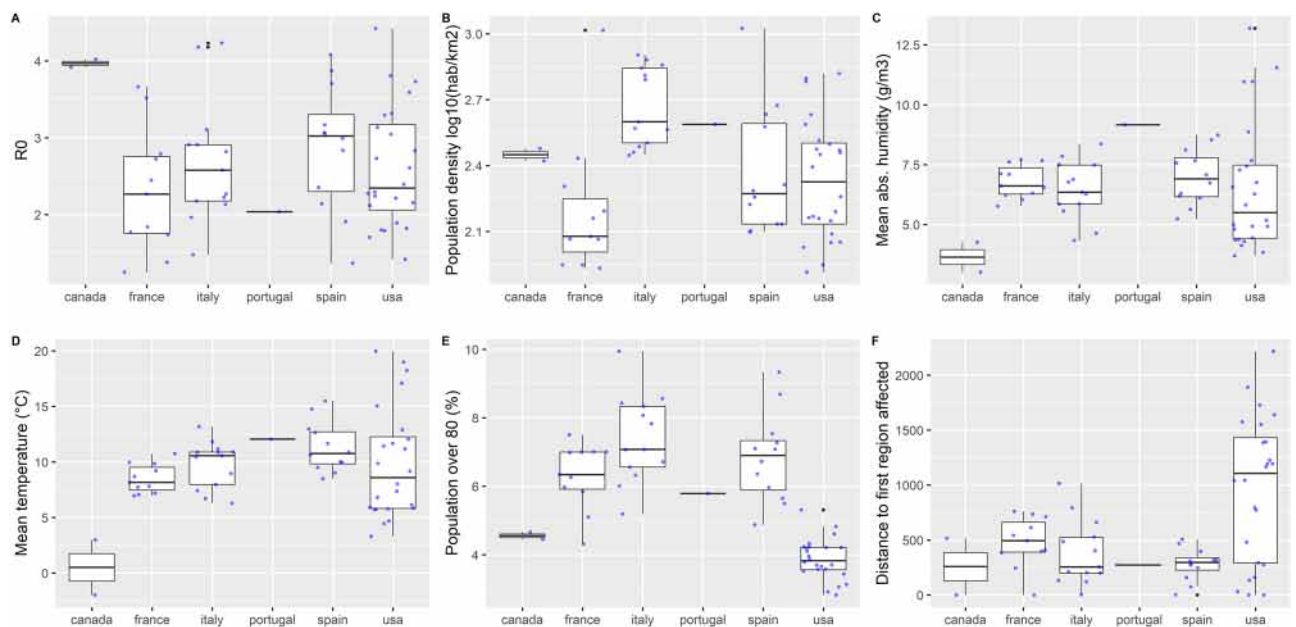 A
R0
4
3
2
canada france italy portugal spain usa
B
Population density log10(hab/km2)
3.0
2.7
2.4
2.1
canada france italy portugal spain usa
C
Mean abs. humidity (g/m3)
12.5
10.0
7.5
5.0
canada france italy portugal spain usa
D
Mean temperature (°C)
20
15
10
5
0
canada france italy portugal spain usa
E
Population over 80 (%)
10
8
6
4
canada france italy portugal spain usa
F
Distance to first region affected
2000
1500
1000
500
0
canada france italy portugal spain usa